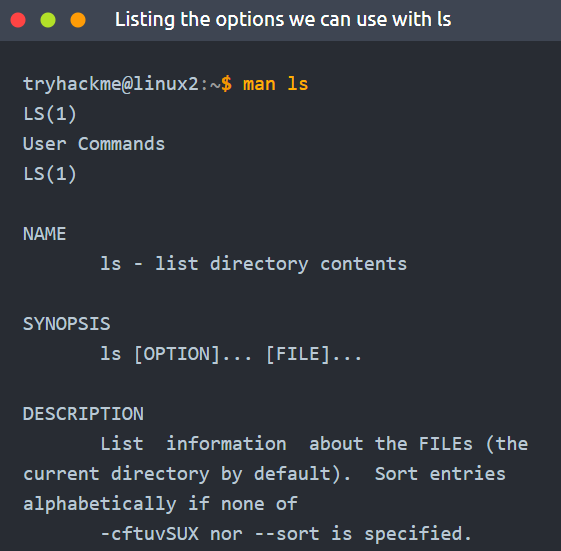 Listing the options we can use with ls
tryhackme@linux2:~$ man ls
LS(1)
User Commands
LS(1)
NAME
ls - list directory contents
SYNOPSIS
ls [OPTION]... [FILE]...
DESCRIPTION
List  information  about the FILEs (the
current directory by default).  Sort entries
alphabetically if none of
-cftuvSUX nor --sort is specified.